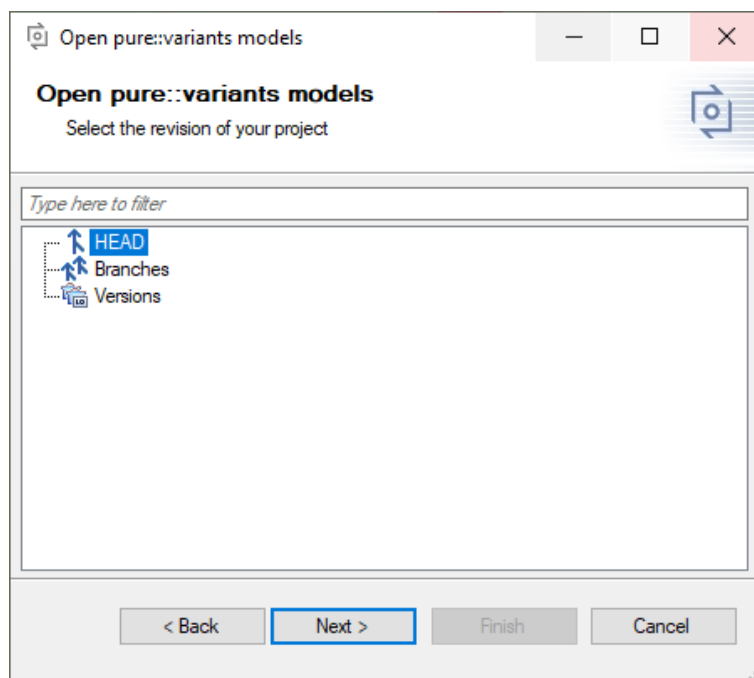 Open pure::variants models
Open pure::variants models
Select the revision of your project
Type here to filter
HEAD
Branches
Versions
< Back Next > Finish Cancel